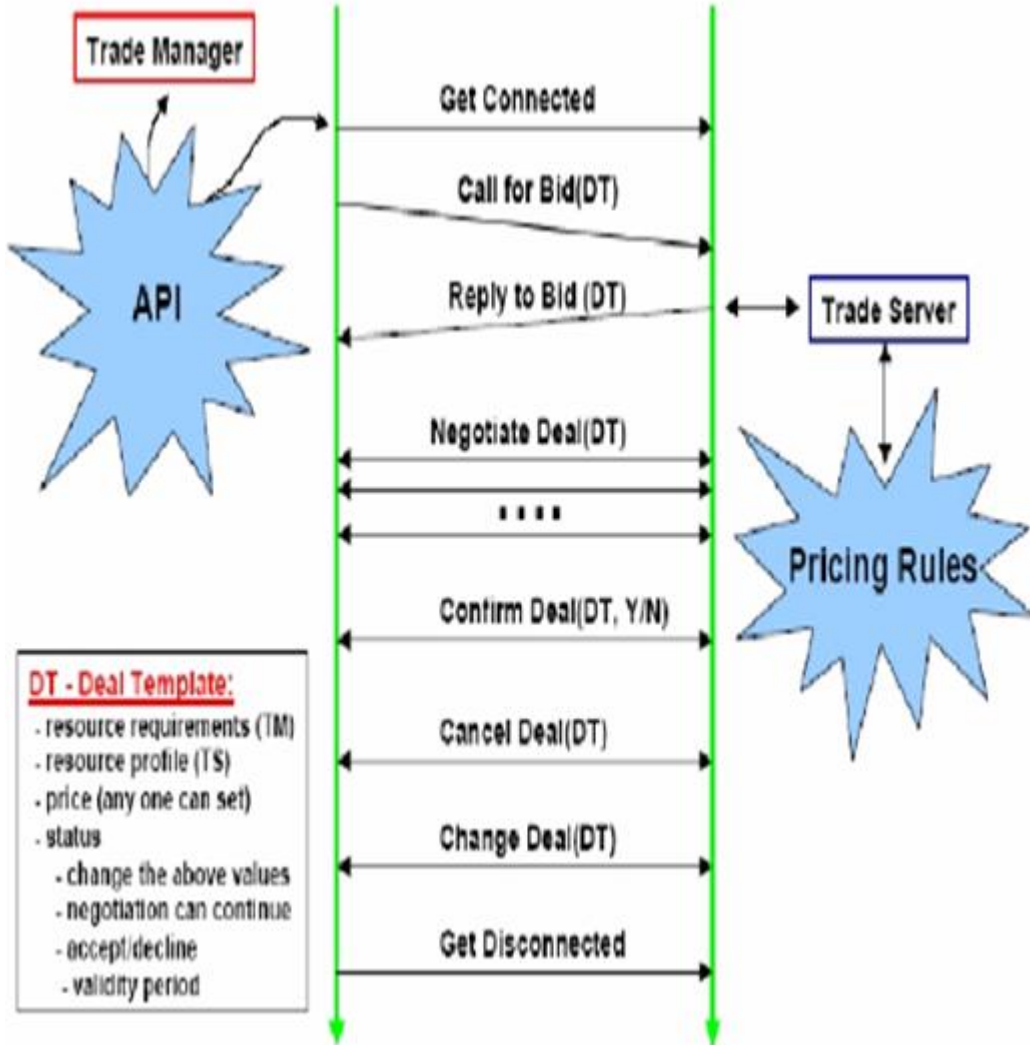 Trade Manager
Get Connected
Call for Bid(DT)
API
Reply to Bid (DT)
Trade Server
Negotiate Deal(DT)
. . . .
Pricing Rules
Confirm Deal(DT, Y/N)
DT - Deal Template:
- resource requirements (TM)
- resource profile (TS)
- price (any one can set)
- status
- change the above values
- negotiation can continue
- accept/decline
- validity period
Cancel Deal(DT)
Change Deal(DT)
Get Disconnected